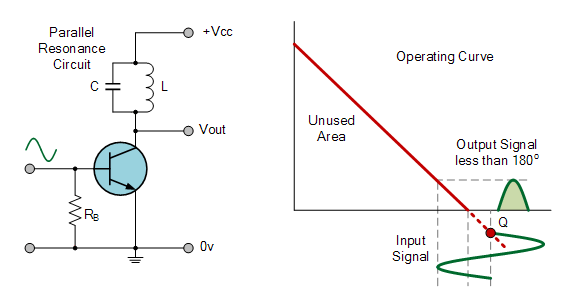 Parallel
Resonance
Circuit
+Vcc
C
L
Vout
RB
0v
Operating Curve
Unused
Area
Output Signal
less than 180°
Q
Input
Signal